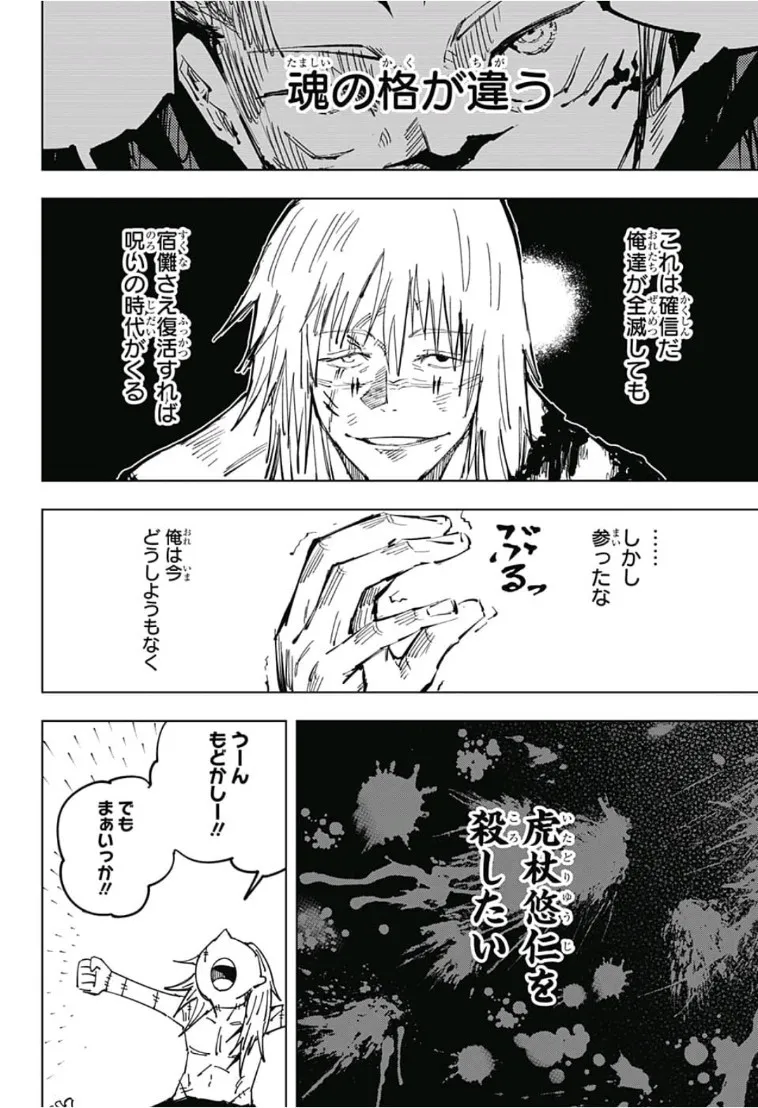 魂の格が違う
これは確信だ
俺達が全滅しても
宿儺さえ復活すれば
呪いの時代がくる
……
しかし
参ったな
ぶるっ
俺は今
どうしようもなく
虎杖悠仁を
殺したい
うーん
もどかしー!!
でも
まぁいっか!!